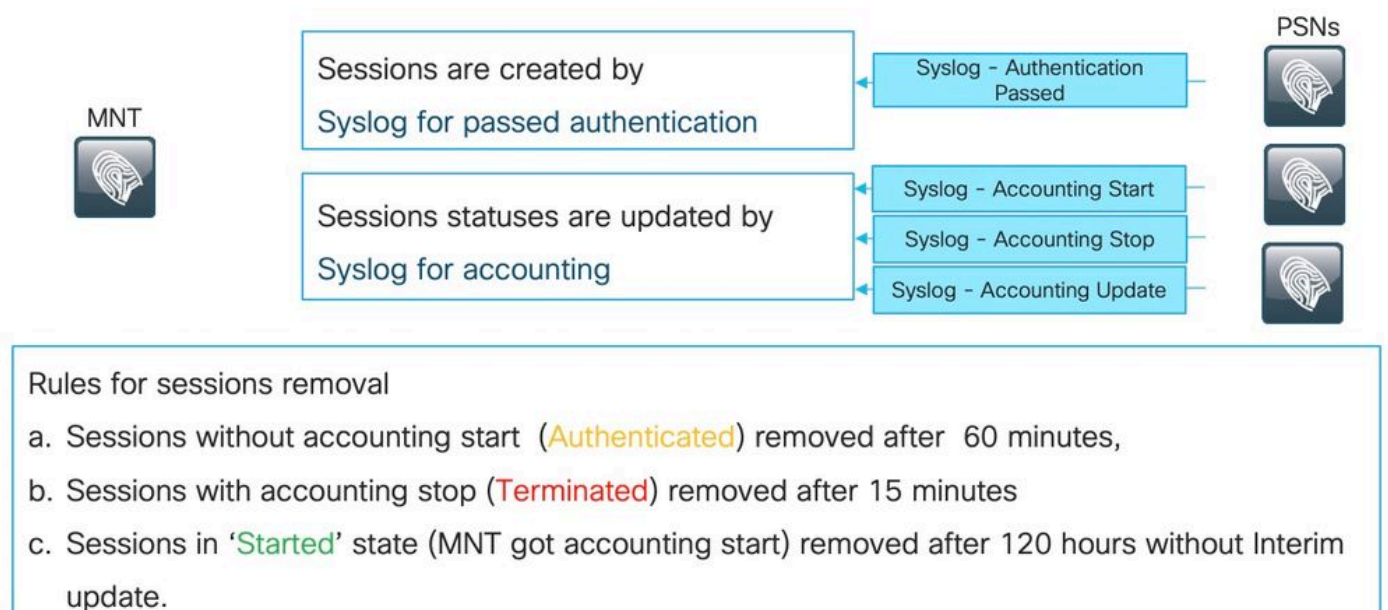 PSNs
MNT
Sessions are created by
Syslog for passed authentication
Syslog - Authentication
Passed
Sessions statuses are updated by
Syslog for accounting
Syslog - Accounting Start
Syslog - Accounting Stop
Syslog - Accounting Update
Rules for sessions removal
a. Sessions without accounting start (Authenticated) removed after 60 minutes,
b. Sessions with accounting stop (Terminated) removed after 15 minutes
c. Sessions in ‘Started’ state (MNT got accounting start) removed after 120 hours without Interim
update.